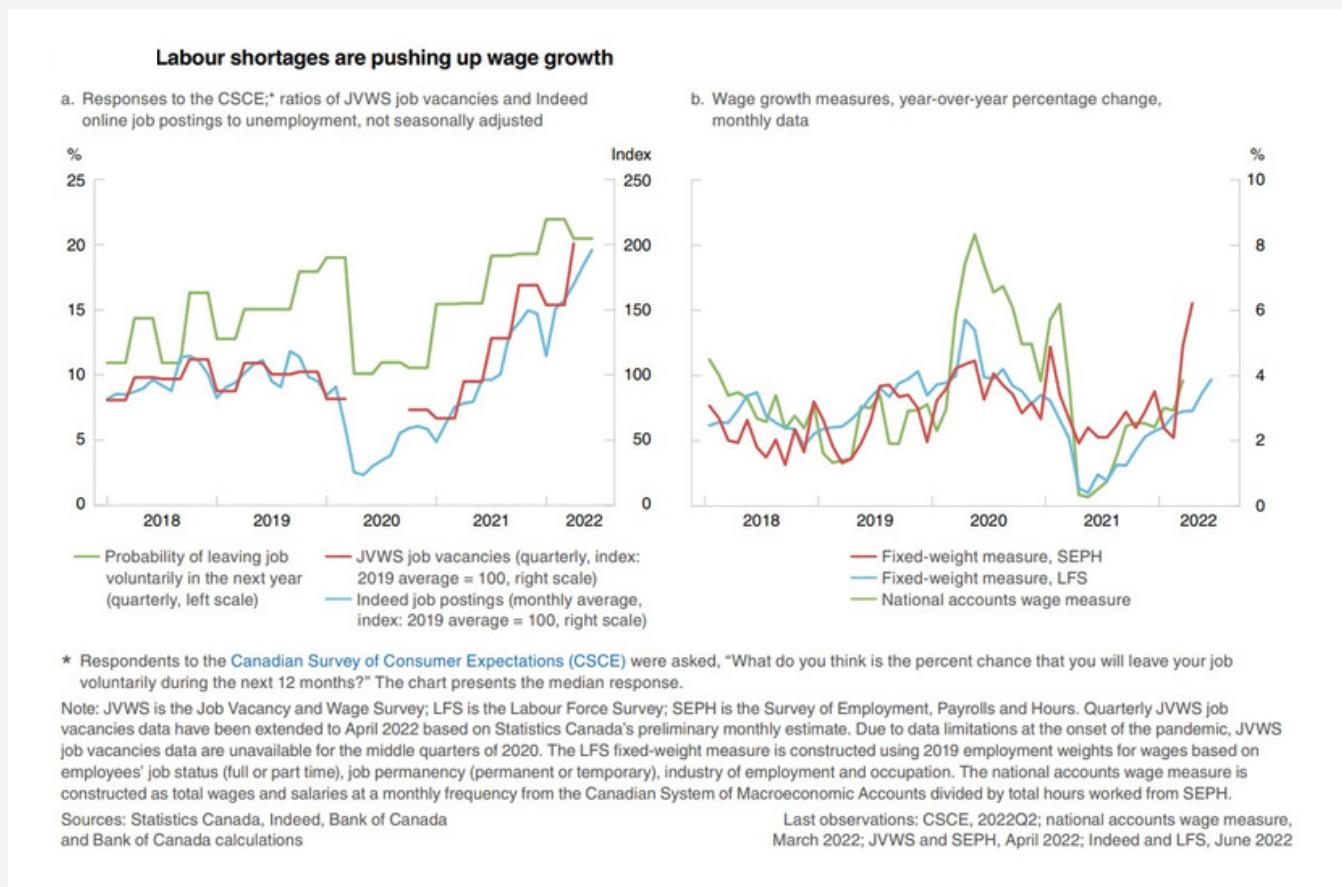 Labour shortages are pushing up wage growth
a. Responses to the CSCE;* ratios of JVWS job vacancies and Indeed
online job postings to unemployment, not seasonally adjusted
% Index
25 250
20 200
15 150
10 100
5 50
0 0
2018 2019 2020 2021 2022
Probability of leaving job
voluntarily in the next year
(quarterly, left scale)
JVWS job vacancies (quarterly, index:
2019 average = 100, right scale)
Indeed job postings (monthly average,
index: 2019 average = 100, right scale)
b. Wage growth measures, year-over-year percentage change,
monthly data
%
10
8
6
4
2
0
2018 2019 2020 2021 2022
Fixed-weight measure, SEPH
Fixed-weight measure, LFS
National accounts wage measure
* Respondents to the Canadian Survey of Consumer Expectations (CSCE) were asked, “What do you think is the percent chance that you will leave your job
voluntarily during the next 12 months?” The chart presents the median response.
Note: JVWS is the Job Vacancy and Wage Survey; LFS is the Labour Force Survey; SEPH is the Survey of Employment, Payrolls and Hours. Quarterly JVWS job
vacancies data have been extended to April 2022 based on Statistics Canada’s preliminary monthly estimate. Due to data limitations at the onset of the pandemic, JVWS
job vacancies data are unavailable for the middle quarters of 2020. The LFS fixed-weight measure is constructed using 2019 employment weights for wages based on
employees’ job status (full or part time), job permanency (permanent or temporary), industry of employment and occupation. The national accounts wage measure is
constructed as total wages and salaries at a monthly frequency from the Canadian System of Macroeconomic Accounts divided by total hours worked from SEPH.
Sources: Statistics Canada, Indeed, Bank of Canada
and Bank of Canada calculations
Last observations: CSCE, 2022Q2; national accounts wage measure,
March 2022; JVWS and SEPH, April 2022; Indeed and LFS, June 2022